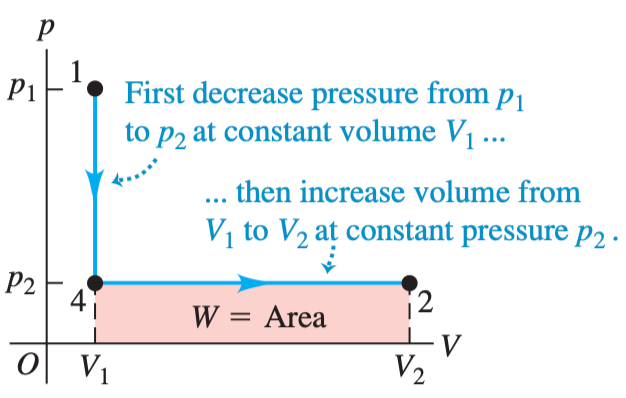 p
p₁
1
First decrease pressure from p₁
to p₂ at constant volume V₁ ...
... then increase volume from
V₁ to V₂ at constant pressure p₂.
p₂
4
2
W = Area
V
O
V₁
V₂